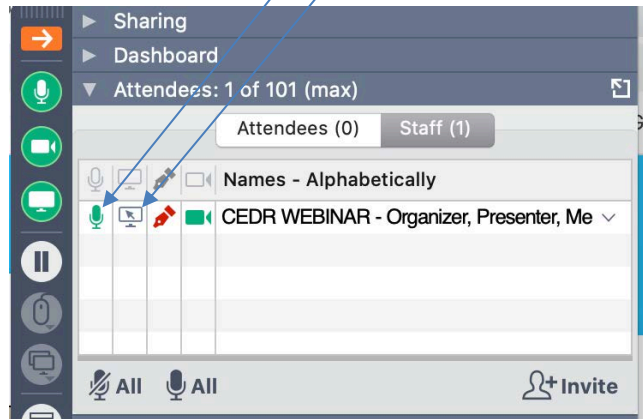 Sharing
Dashboard
Attendees: 1 of 101 (max)
Attendees (0) Staff (1)
Names - Alphabetically
CEDR WEBINAR - Organizer, Presenter, Me
All All Invite